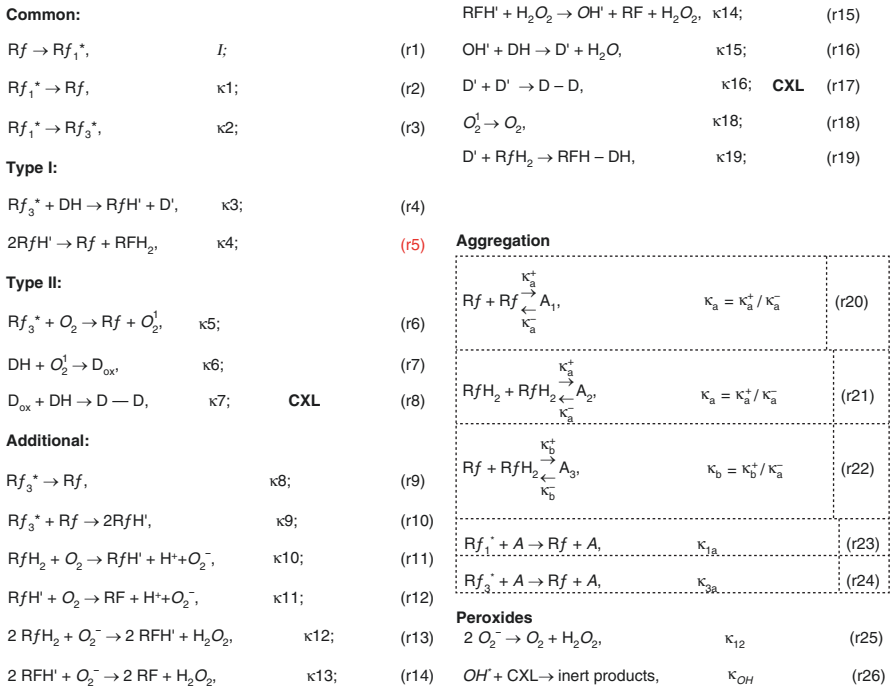 Common:
Rf → Rf₁*, I; (r1)
Rf₁* → Rf, κ1; (r2)
Rf₁* → Rf₃*, κ2; (r3)
Type I:
Rf₃* + DH → RfH' + D', κ3; (r4)
2RfH' → Rf + RFH₂, κ4; (r5)
Type II:
Rf₃* + O₂ → Rf + O₂¹, κ5; (r6)
DH + O₂¹ → Dₒₓ, κ6; (r7)
Dₒₓ + DH → D — D, κ7; CXL (r8)
Additional:
Rf₃* → Rf, κ8; (r9)
Rf₃* + Rf → 2RfH', κ9; (r10)
RfH₂ + O₂ → RfH' + H⁺+O₂⁻, κ10; (r11)
RfH' + O₂ → RF + H⁺+O₂⁻, κ11; (r12)
2 RfH₂ + O₂⁻ → 2 RFH' + H₂O₂, κ12; (r13)
2 RFH' + O₂⁻ → 2 RF + H₂O₂, κ13; (r14)
RFH' + H₂O₂ → OH' + RF + H₂O₂, κ14; (r15)
OH' + DH → D' + H₂O, κ15; (r16)
D' + D' → D – D, κ16; CXL (r17)
O₂¹ → O₂, κ18; (r18)
D' + RfH₂ → RFH – DH, κ19; (r19)
Aggregation
κₐ⁺
Rf + Rf ⇄ A₁, κₐ = κₐ⁺ / κₐ⁻ (r20)
κₐ⁻
κₐ⁺
RfH₂ + RfH₂ ⇄ A₂, κₐ = κₐ⁺ / κₐ⁻ (r21)
κₐ⁻
κ_b⁺
Rf + RfH₂ ⇄ A₃, κ_b = κ_b⁺ / κₐ⁻ (r22)
κ_b⁻
Rf₁* + A → Rf + A, κ₁ₐ (r23)
Rf₃* + A → Rf + A, κ₃ₐ (r24)
Peroxides
2 O₂⁻ → O₂ + H₂O₂, κ₁₂ (r25)
OH' + CXL → inert products, κ_OH (r26)